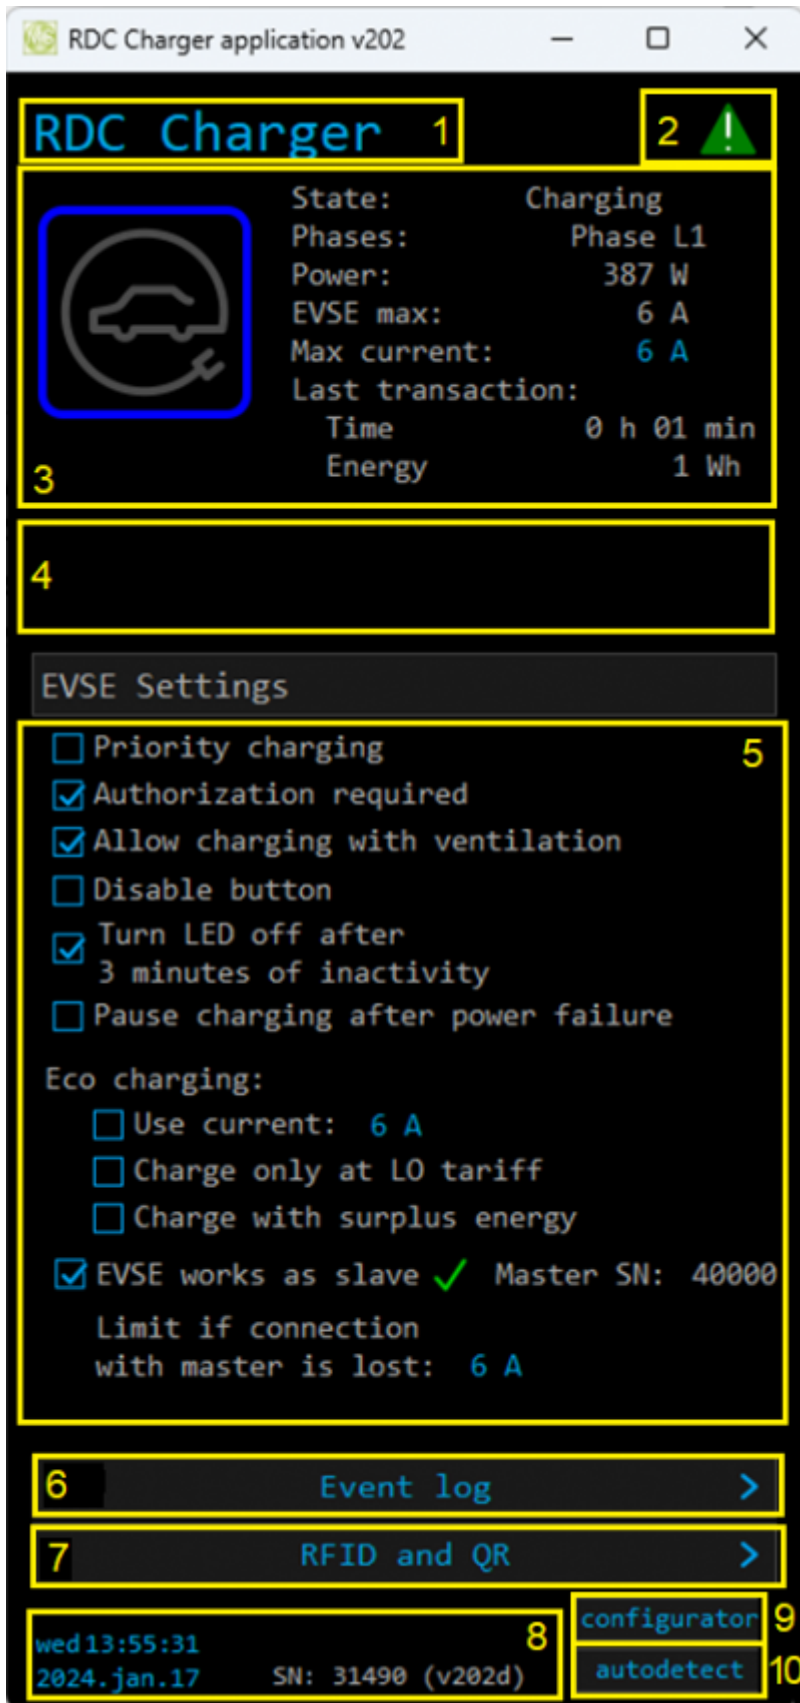 RDC Charger application v202
RDC Charger 1
2
State: Charging
Phases: Phase L1
Power: 387 W
EVSE max: 6 A
Max current: 6 A
Last transaction:
Time 0 h 01 min
Energy 1 Wh
3
4
EVSE Settings
Priority charging 5
Authorization required
Allow charging with ventilation
Disable button
Turn LED off after
3 minutes of inactivity
Pause charging after power failure
Eco charging:
Use current: 6 A
Charge only at LO tariff
Charge with surplus energy
EVSE works as slave Master SN: 40000
Limit if connection
with master is lost: 6 A
6 Event log >
7 RFID and QR >
wed 13:55:31 8
2024.jan.17 SN: 31490 (v202d)
configurator 9
autodetect 10